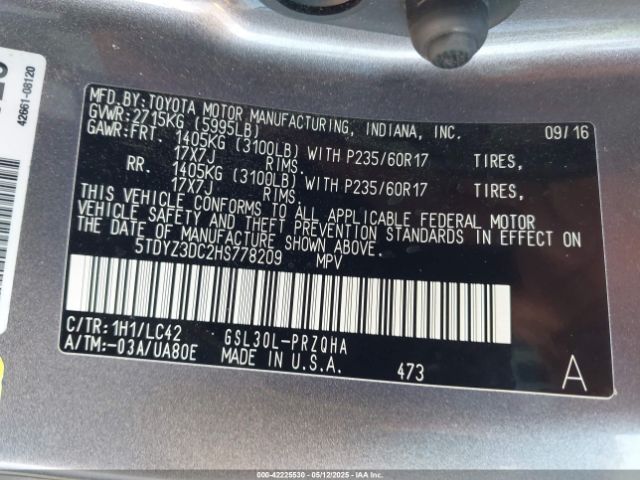 42661-08120
MFD.BY:TOYOTA MOTOR MANUFACTURING, INDIANA, INC. 09/16
GVWR:2715KG (5995LB)
GAWR:FRT. 1405KG (3100LB) WITH P235/60R17 TIRES,
17X7J RIMS.
RR. 1405KG (3100LB) WITH P235/60R17 TIRES,
17X7J RIMS.
THIS VEHICLE CONFORMS TO ALL APPLICABLE FEDERAL MOTOR
VEHICLE SAFETY AND THEFT PREVENTION STANDARDS IN EFFECT ON
THE DATE OF MANUFACTURE SHOWN ABOVE.
5TDYZ3DC2HS778209 MPV
C/TR:1H1/LC42 GSL30L-PRZQHA
A/TM:-03A/UA80E MADE IN U.S.A.
473 A
000-42225530 - 05/12/2025 - COPYRIGHT IAA, LLC.